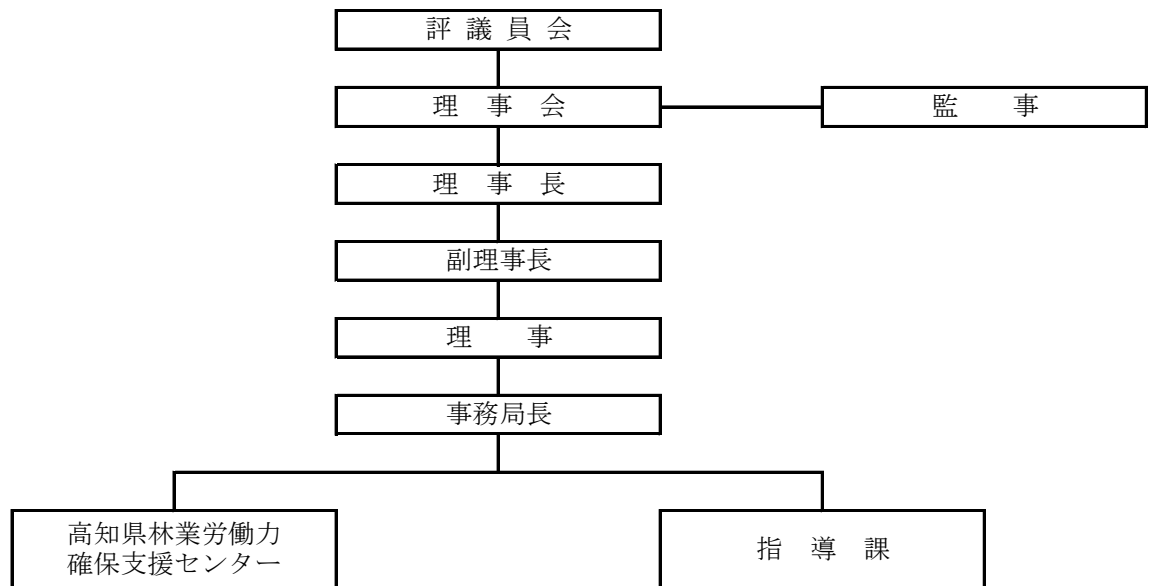 評議員会
理事会
監事
理事長
副理事長
理事
事務局長
高知県林業労働力
確保支援センター
指導課